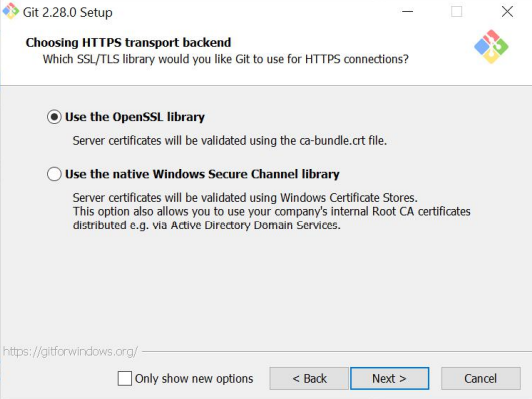 Git 2.28.0 Setup
Choosing HTTPS transport backend
Which SSL/TLS library would you like Git to use for HTTPS connections?
Use the OpenSSL library
Server certificates will be validated using the ca-bundle.crt file.
Use the native Windows Secure Channel library
Server certificates will be validated using Windows Certificate Stores.
This option also allows you to use your company's internal Root CA certificates
distributed e.g. via Active Directory Domain Services.
https://gitforwindows.org/
Only show new options
< Back
Next >
Cancel